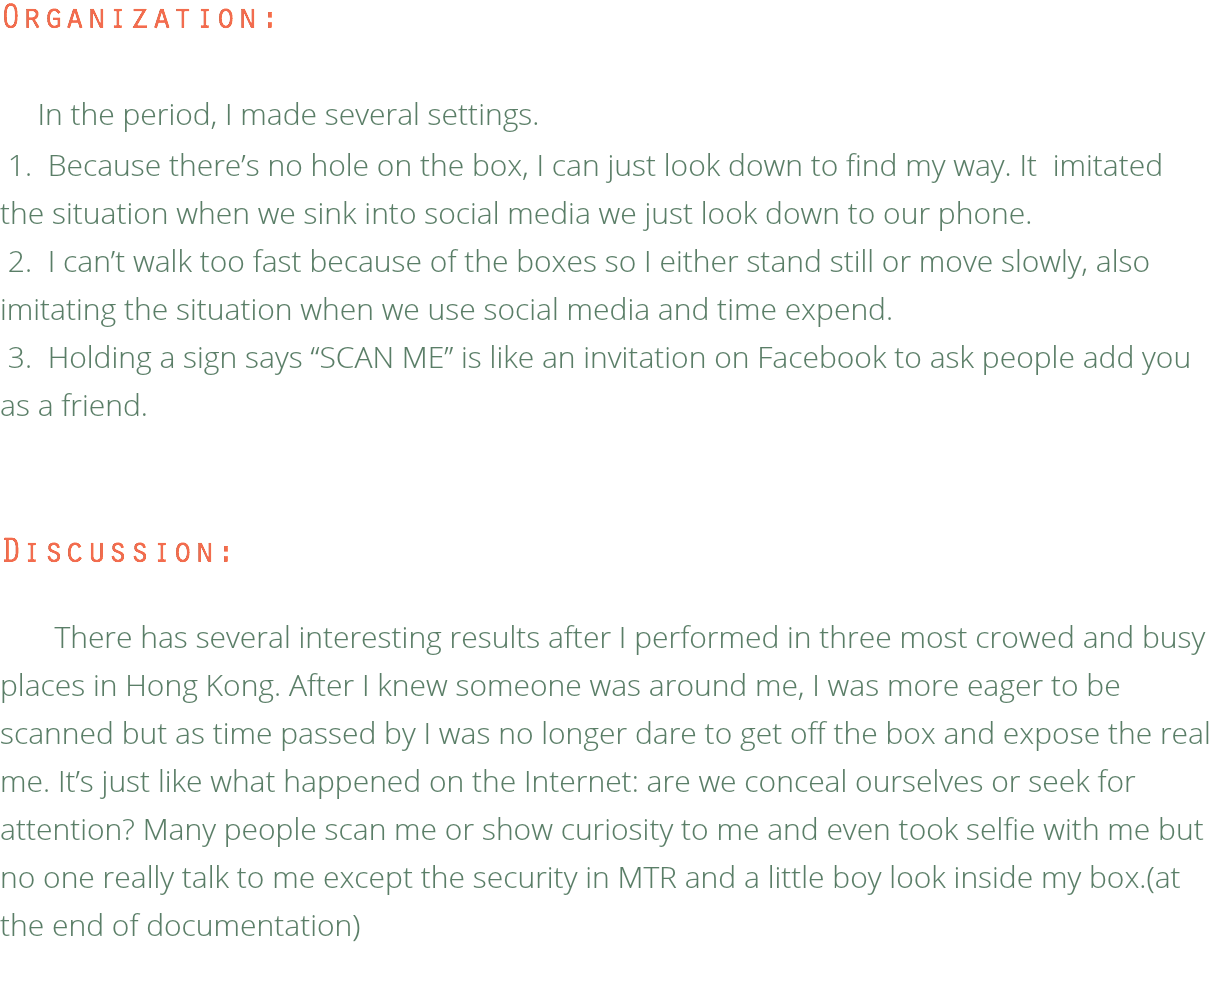 ORGANIZATION:
In the period, I made several settings.
1. Because there’s no hole on the box, I can just look down to find my way. It imitated
the situation when we sink into social media we just look down to our phone.
2. I can’t walk too fast because of the boxes so I either stand still or move slowly, also
imitating the situation when we use social media and time expend.
3. Holding a sign says “SCAN ME” is like an invitation on Facebook to ask people add you
as a friend.
DISCUSSION:
There has several interesting results after I performed in three most crowed and busy
places in Hong Kong. After I knew someone was around me, I was more eager to be
scanned but as time passed by I was no longer dare to get off the box and expose the real
me. It’s just like what happened on the Internet: are we conceal ourselves or seek for
attention? Many people scan me or show curiosity to me and even took selfie with me but
no one really talk to me except the security in MTR and a little boy look inside my box.(at
the end of documentation)